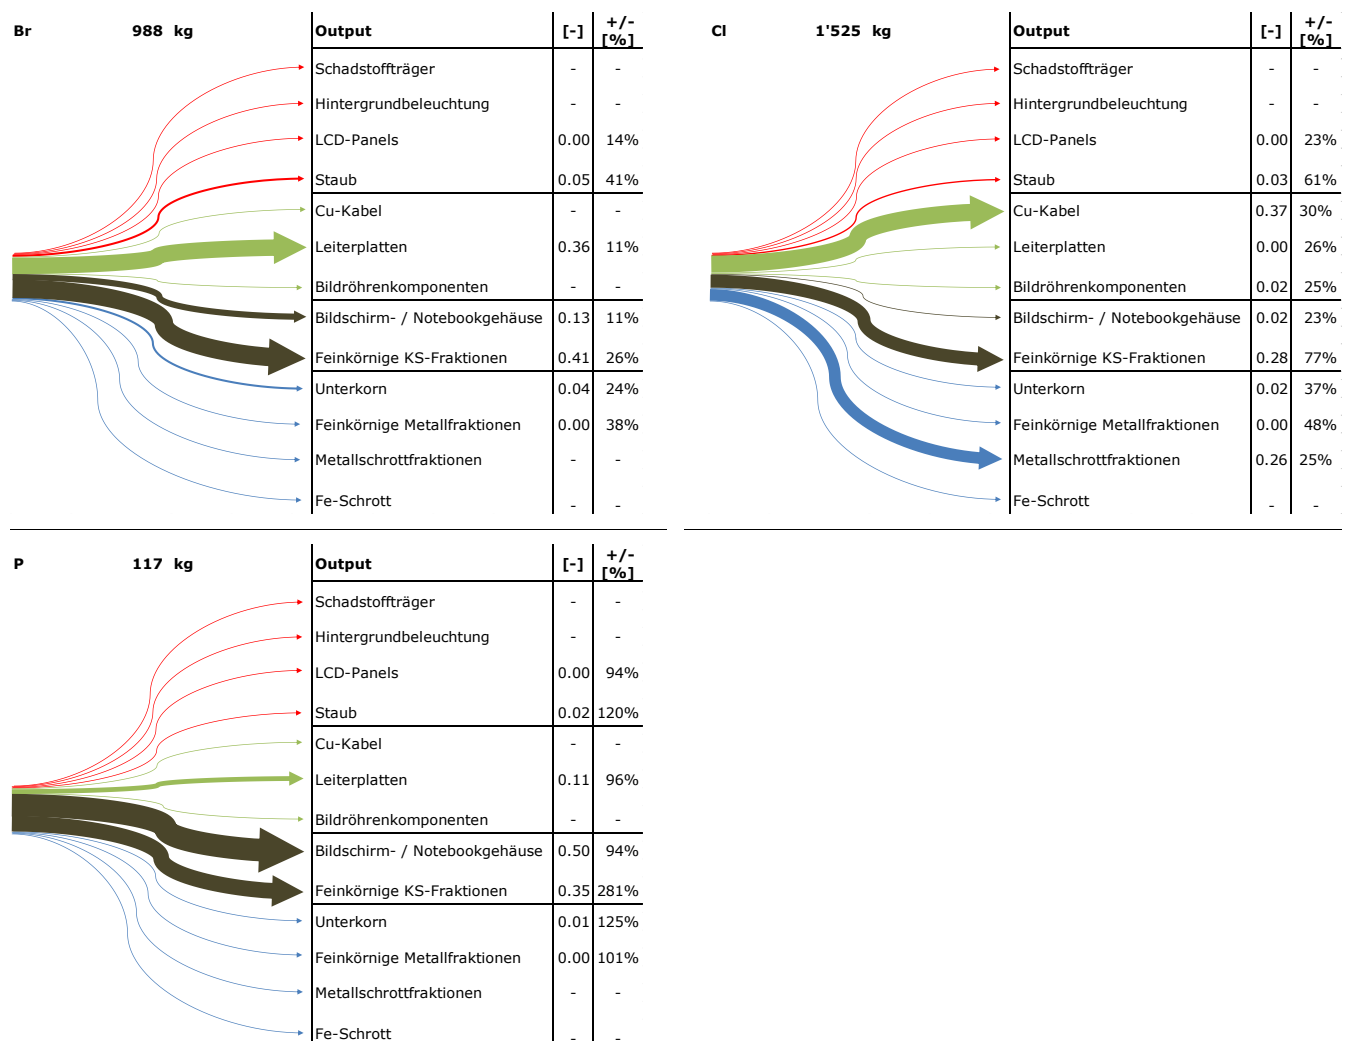 Br 988 kg Output [-] +/- [%]
Schadstoffträger - -
Hintergrundbeleuchtung - -
LCD-Panels 0.00 14%
Staub 0.05 41%
Cu-Kabel - -
Leiterplatten 0.36 11%
Bildröhrenkomponenten - -
Bildschirm- / Notebookgehäuse 0.13 11%
Feinkörnige KS-Fraktionen 0.41 26%
Unterkorn 0.04 24%
Feinkörnige Metallfraktionen 0.00 38%
Metallschrottfraktionen - -
Fe-Schrott - -
Cl 1'525 kg Output [-] +/- [%]
Schadstoffträger - -
Hintergrundbeleuchtung - -
LCD-Panels 0.00 23%
Staub 0.03 61%
Cu-Kabel 0.37 30%
Leiterplatten 0.00 26%
Bildröhrenkomponenten 0.02 25%
Bildschirm- / Notebookgehäuse 0.02 23%
Feinkörnige KS-Fraktionen 0.28 77%
Unterkorn 0.02 37%
Feinkörnige Metallfraktionen 0.00 48%
Metallschrottfraktionen 0.26 25%
Fe-Schrott - -
P 117 kg Output [-] +/- [%]
Schadstoffträger - -
Hintergrundbeleuchtung - -
LCD-Panels 0.00 94%
Staub 0.02 120%
Cu-Kabel - -
Leiterplatten 0.11 96%
Bildröhrenkomponenten - -
Bildschirm- / Notebookgehäuse 0.50 94%
Feinkörnige KS-Fraktionen 0.35 281%
Unterkorn 0.01 125%
Feinkörnige Metallfraktionen 0.00 101%
Metallschrottfraktionen - -
Fe-Schrott - -